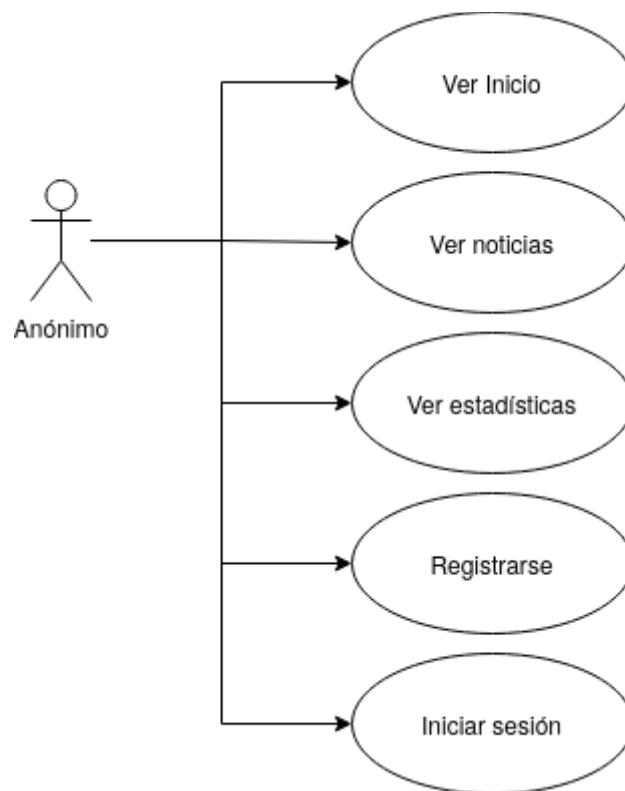 Ver Inicio
Ver noticias
Anónimo
Ver estadísticas
Registrarse
Iniciar sesión